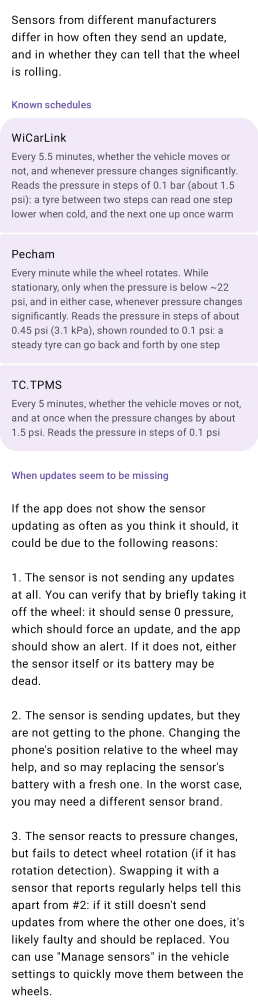 Sensors from different manufacturers
differ in how often they send an update,
and in whether they can tell that the wheel
is rolling.
Known schedules
WiCarLink
Every 5.5 minutes, whether the vehicle moves or
not, and whenever pressure changes significantly.
Reads the pressure in steps of 0.1 bar (about 1.5
psi): a tyre between two steps can read one step
lower when cold, and the next one up once warm
Pecham
Every minute while the wheel rotates. While
stationary, only when the pressure is below ~22
psi, and in either case, whenever pressure changes
significantly. Reads the pressure in steps of about
0.45 psi (3.1 kPa), shown rounded to 0.1 psi: a
steady tyre can go back and forth by one step
TC.TPMS
Every 5 minutes, whether the vehicle moves or not,
and at once when the pressure changes by about
1.5 psi. Reads the pressure in steps of 0.1 psi
When updates seem to be missing
If the app does not show the sensor
updating as often as you think it should, it
could be due to the following reasons:
1. The sensor is not sending any updates
at all. You can verify that by briefly taking it
off the wheel: it should sense 0 pressure,
which should force an update, and the app
should show an alert. If it does not, either
the sensor itself or its battery may be
dead.
2. The sensor is sending updates, but they
are not getting to the phone. Changing the
phone's position relative to the wheel may
help, and so may replacing the sensor's
battery with a fresh one. In the worst case,
you may need a different sensor brand.
3. The sensor reacts to pressure changes,
but fails to detect wheel rotation (if it has
rotation detection). Swapping it with a
sensor that reports regularly helps tell this
apart from #2: if it still doesn't send
updates from where the other one does, it's
likely faulty and should be replaced. You
can use "Manage sensors" in the vehicle
settings to quickly move them between the
wheels.